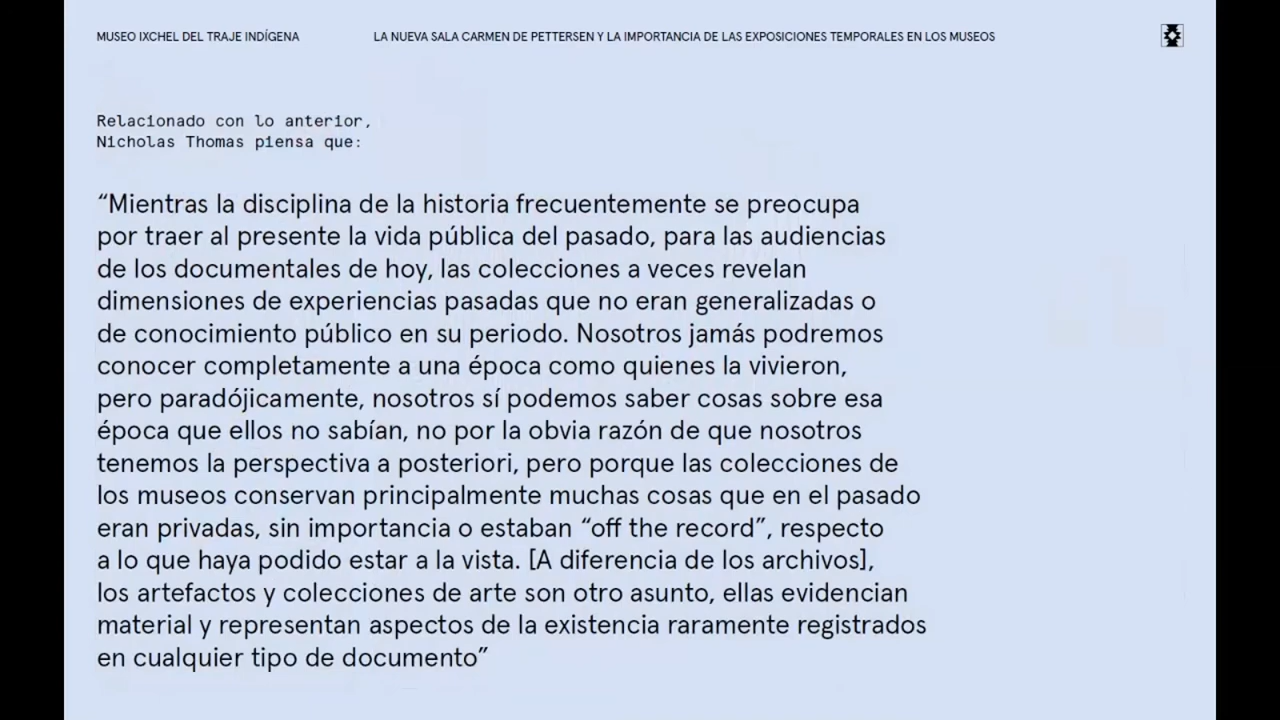 MUSEO IXCHEL DEL TRAJE INDÍGENA
LA NUEVA SALA CARMEN DE PETTERSEN Y LA IMPORTANCIA DE LAS EXPOSICIONES TEMPORALES EN LOS MUSEOS
Relacionado con lo anterior,
Nicholas Thomas piensa que:
“Mientras la disciplina de la historia frecuentemente se preocupa
por traer al presente la vida pública del pasado, para las audiencias
de los documentales de hoy, las colecciones a veces revelan
dimensiones de experiencias pasadas que no eran generalizadas o
de conocimiento público en su periodo. Nosotros jamás podremos
conocer completamente a una época como quienes la vivieron,
pero paradójicamente, nosotros sí podemos saber cosas sobre esa
época que ellos no sabían, no por la obvia razón de que nosotros
tenemos la perspectiva a posteriori, pero porque las colecciones de
los museos conservan principalmente muchas cosas que en el pasado
eran privadas, sin importancia o estaban “off the record”, respecto
a lo que haya podido estar a la vista. [A diferencia de los archivos],
los artefactos y colecciones de arte son otro asunto, ellas evidencian
material y representan aspectos de la existencia raramente registrados
en cualquier tipo de documento”